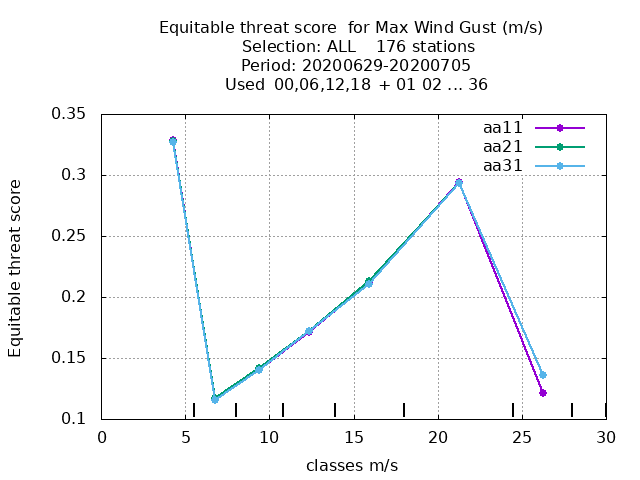 Equitable threat score  for Max Wind Gust (m/s)
Selection: ALL    176 stations
Period: 20200629-20200705
Used  00,06,12,18  + 01 02 ... 36
Equitable threat score
0.35
0.3
0.25
0.2
0.15
0.1
aa11
aa21
aa31
0 5 10 15 20 25 30
classes m/s